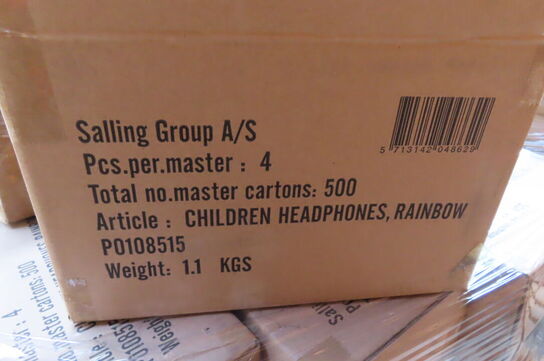 Salling Group A/S
5 713142 048629
Pcs.per.master : 4
Total no.master cartons: 500
Article : CHILDREN HEADPHONES, RAINBOW
PO108515
Weight: 1.1 KGS
Salling